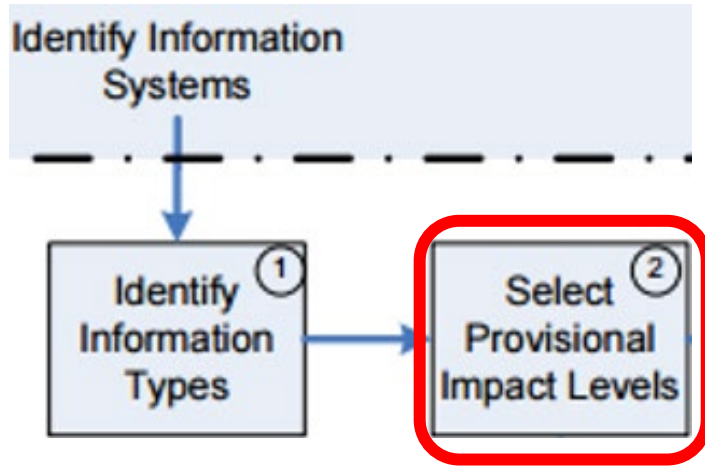 Identify Information
Systems
1
Identify
Information
Types
2
Select
Provisional
Impact Levels